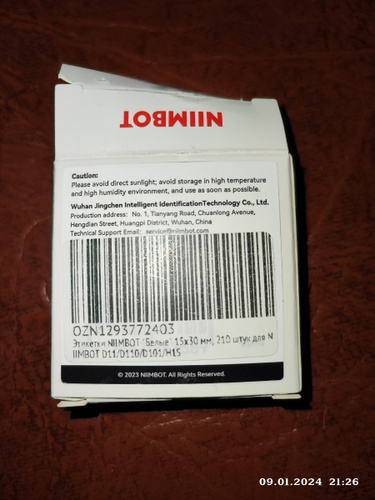 NIIMBOT
Caution:
Please avoid direct sunlight; avoid storage in high temperature
and high humidity environment, and use as soon as possible.
Wuhan Jingchen Intelligent IdentificationTechnology Co., Ltd.
Production address: No. 1, Tianyang Road, Chuanlong Avenue,
Hengdian Street, Huangpi District, Wuhan, China
Technical Support Email: service@niimbot.com
OZN1293772403
Этикетки NIIMBOT "Белые" 15х30 мм, 210 штук для N
IIMBOT D11/D110/D101/H1S
© 2023 NIIMBOT. All Rights Reserved.
09.01.2024 21:26